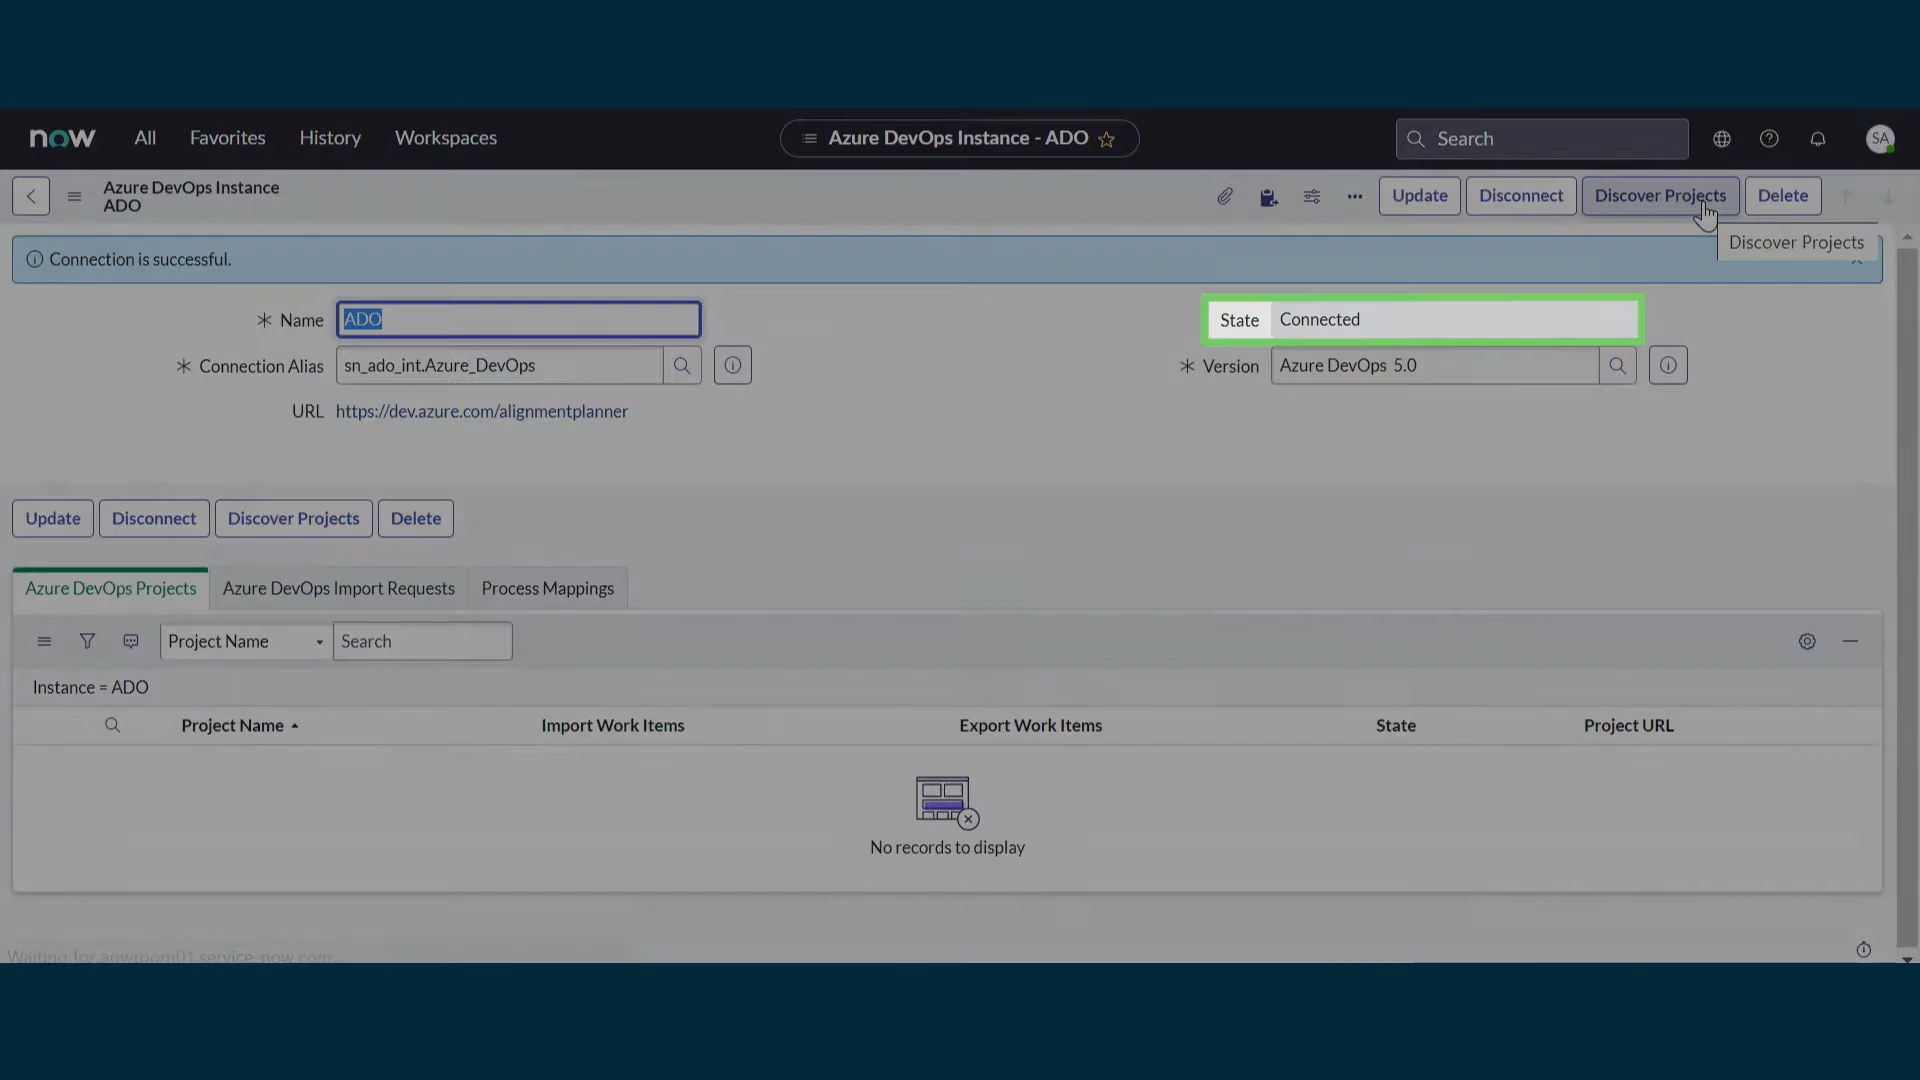 now All Favorites History Workspaces Azure DevOps Instance - ADO Search SA
Azure DevOps Instance
ADO
Update Disconnect Discover Projects Delete
Discover Projects
Connection is successful.
Name ADO
State Connected
Connection Alias sn_ado_int.Azure_DevOps
Version Azure DevOps 5.0
URL https://dev.azure.com/alignmentplanner
Update Disconnect Discover Projects Delete
Azure DevOps Projects Azure DevOps Import Requests Process Mappings
Project Name Search
Instance = ADO
Project Name Import Work Items Export Work Items State Project URL
No records to display
Waiting for